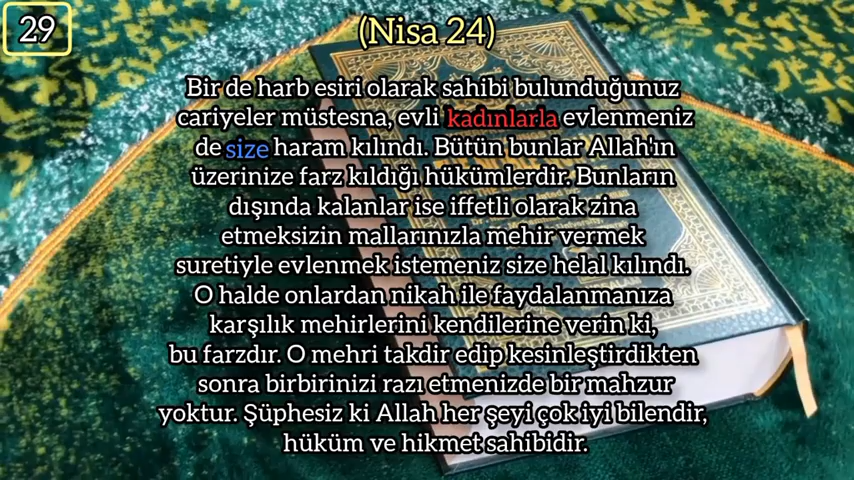 29
(Nisa 24)
Bir de harb esiri olarak sahibi bulunduğunuz
cariyeler müstesna, evli kadınlarla evlenmeniz
de size haram kılındı. Bütün bunlar Allah'ın
üzerinize farz kıldığı hükümlerdir. Bunların
dışında kalanlar ise iffetli olarak zina
etmeksizin mallarınızla mehir vermek
suretiyle evlenmek istemeniz size helal kılındı.
O halde onlardan nikah ile faydalanmanıza
karşılık mehirlerini kendilerine verin ki,
bu farzdır. O mehri takdir edip kesinleştirdikten
sonra birbirinizi razı etmenizde bir mahzur
yoktur. Şüphesiz ki Allah her şeyi çok iyi bilendir,
hüküm ve hikmet sahibidir.